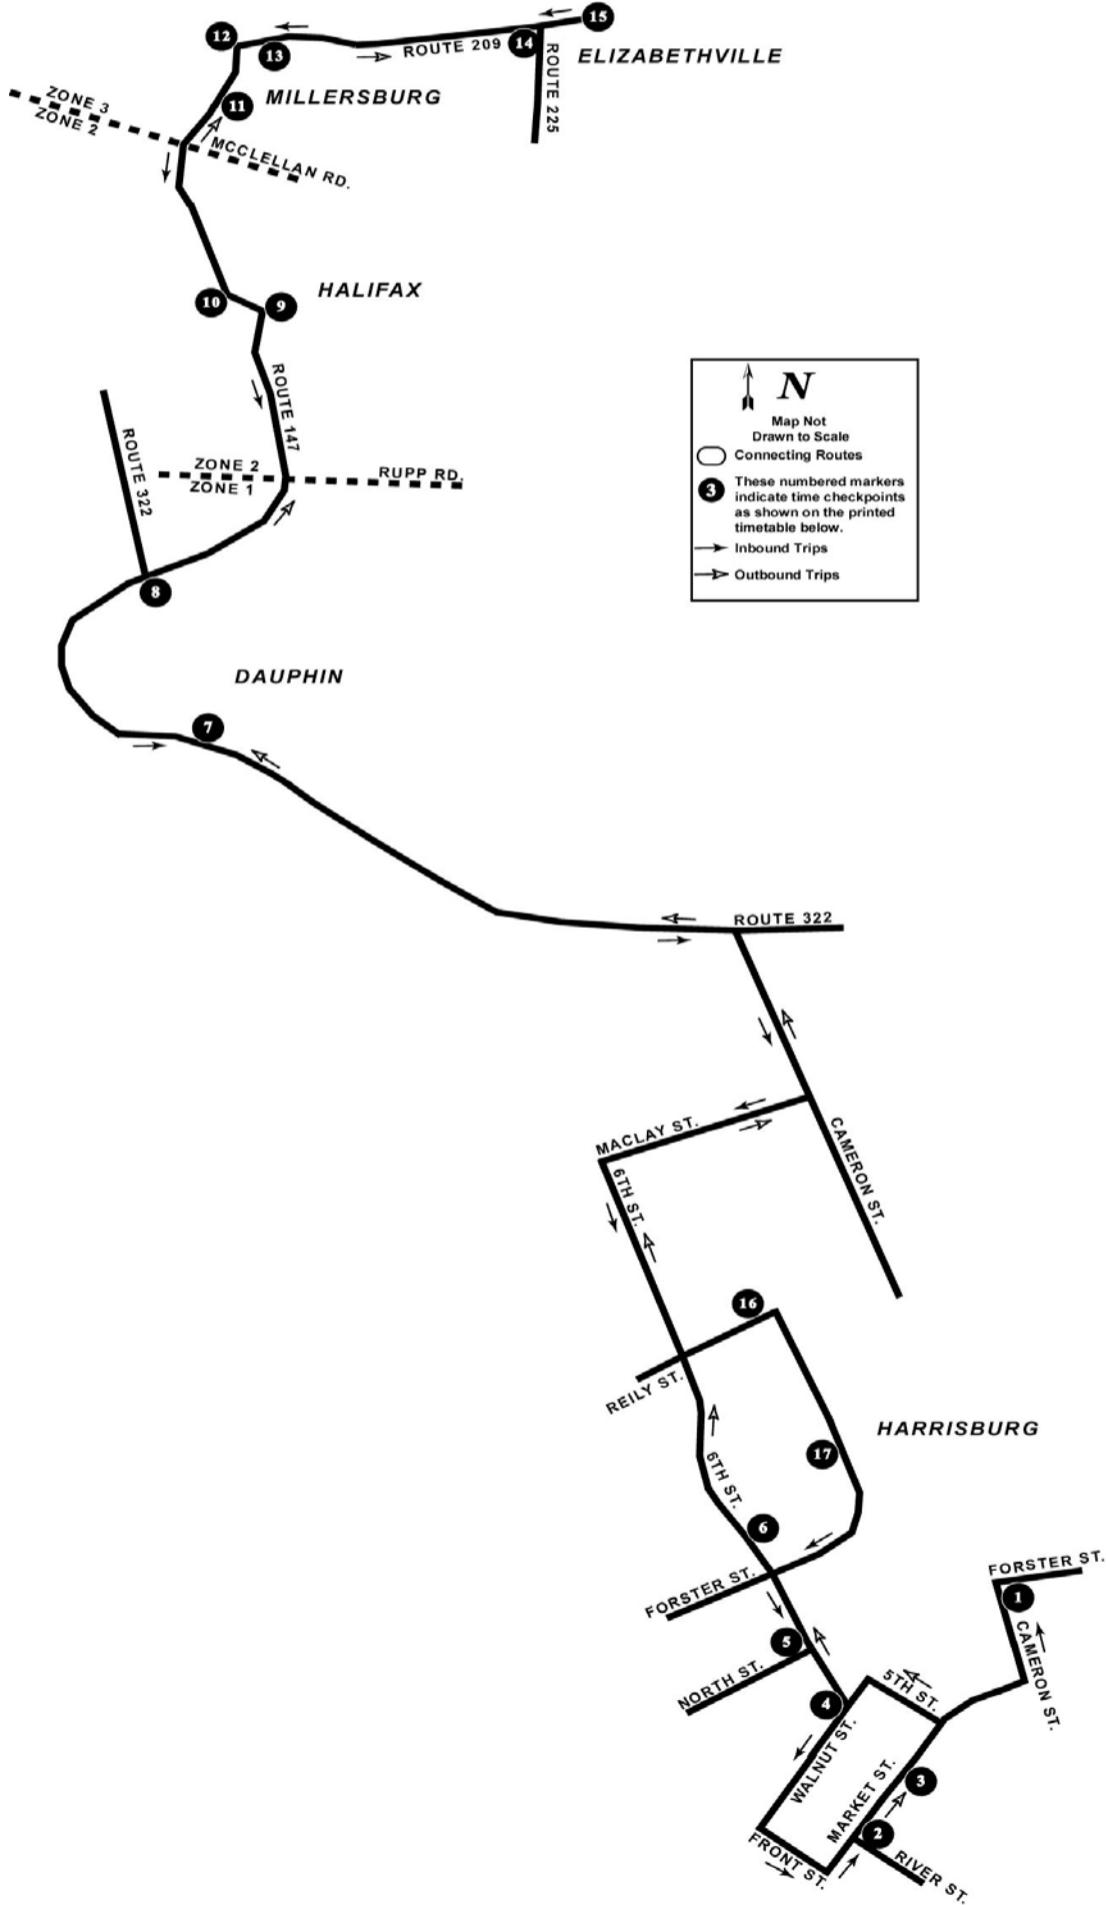 15
12
13
ROUTE 209
14
ELIZABETHVILLE
ROUTE 225
11
MILLERSBURG
ZONE 3
ZONE 2
MCCLELLAN RD.
HALIFAX
10
9
ROUTE 147
ROUTE 322
ZONE 2
ZONE 1
RUPP RD.
N
Map Not
Drawn to Scale
Connecting Routes
3
These numbered markers
indicate time checkpoints
as shown on the printed
timetable below.
Inbound Trips
Outbound Trips
8
DAUPHIN
7
ROUTE 322
MACLAY ST.
CAMERON ST.
6TH ST.
16
REILY ST.
HARRISBURG
17
6TH ST.
6
FORSTER ST.
FORSTER ST.
1
CAMERON ST.
5
NORTH ST.
4
5TH ST.
WALNUT ST.
MARKET ST.
3
2
FRONT ST.
RIVER ST.